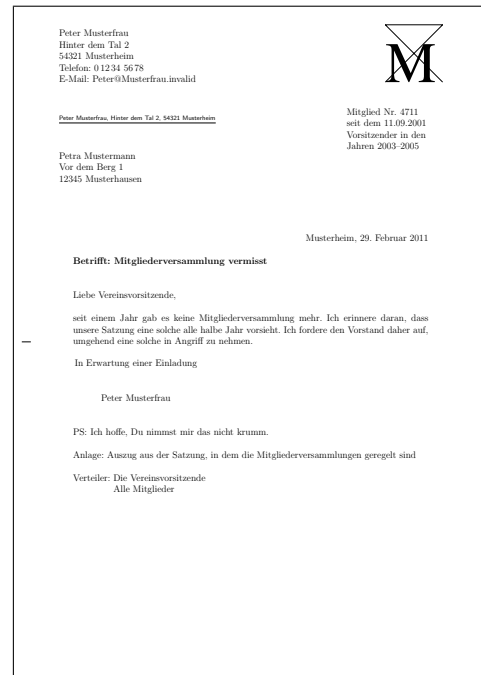 Peter Musterfrau
Hinter dem Tal 2
54321 Musterheim
Telefon: 0 12 34 56 78
E-Mail: Peter@Musterfrau.invalid
M
Peter Musterfrau, Hinter dem Tal 2, 54321 Musterheim
Mitglied Nr. 4711
seit dem 11.09.2001
Vorsitzender in den
Jahren 2003–2005
Petra Mustermann
Vor dem Berg 1
12345 Musterhausen
Musterheim, 29. Februar 2011
Betrifft: Mitgliederversammlung vermisst
Liebe Vereinsvorsitzende,
seit einem Jahr gab es keine Mitgliederversammlung mehr. Ich erinnere daran, dass
unsere Satzung eine solche alle halbe Jahr vorsieht. Ich fordere den Vorstand daher auf,
umgehend eine solche in Angriff zu nehmen.
In Erwartung einer Einladung
Peter Musterfrau
PS: Ich hoffe, Du nimmst mir das nicht krumm.
Anlage: Auszug aus der Satzung, in dem die Mitgliederversammlungen geregelt sind
Verteiler: Die Vereinsvorsitzende
Alle Mitglieder